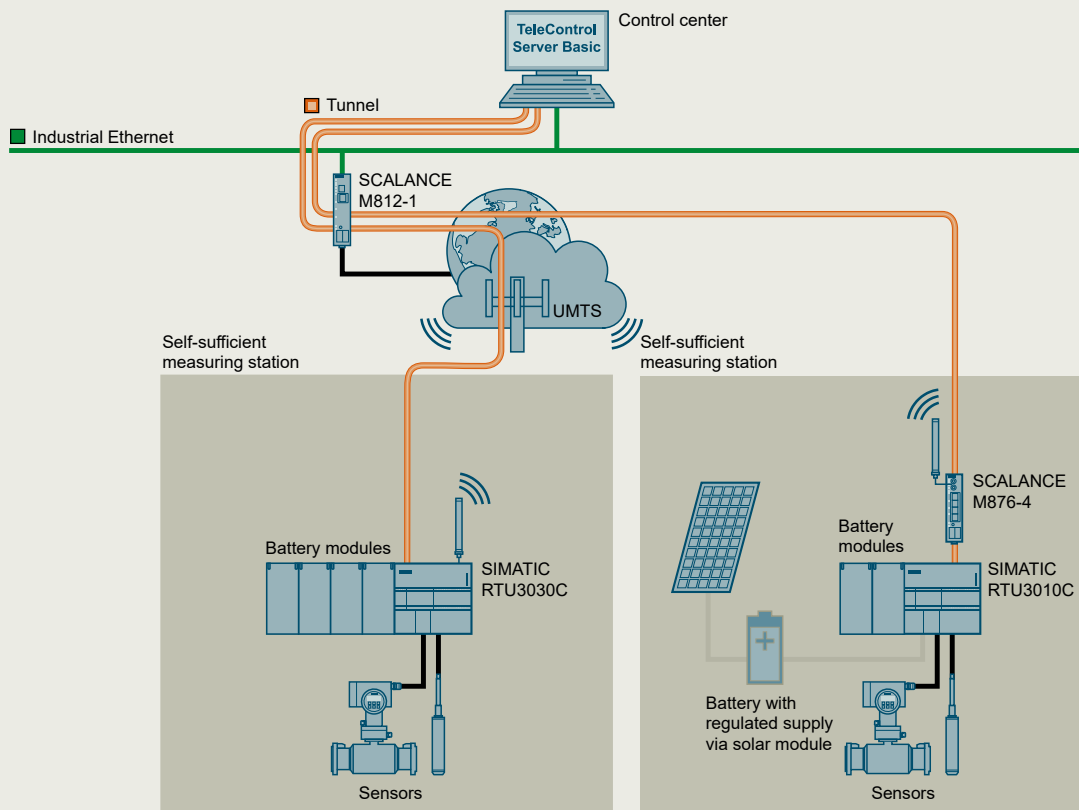 TeleControl
Server Basic
Control center
Tunnel
Industrial Ethernet
SCALANCE
M812-1
UMTS
Self-sufficient
measuring station
Self-sufficient
measuring station
SCALANCE
M876-4
Battery modules
SIMATIC
RTU3030C
Battery
modules
SIMATIC
RTU3010C
Battery with
regulated supply
via solar module
Sensors
Sensors